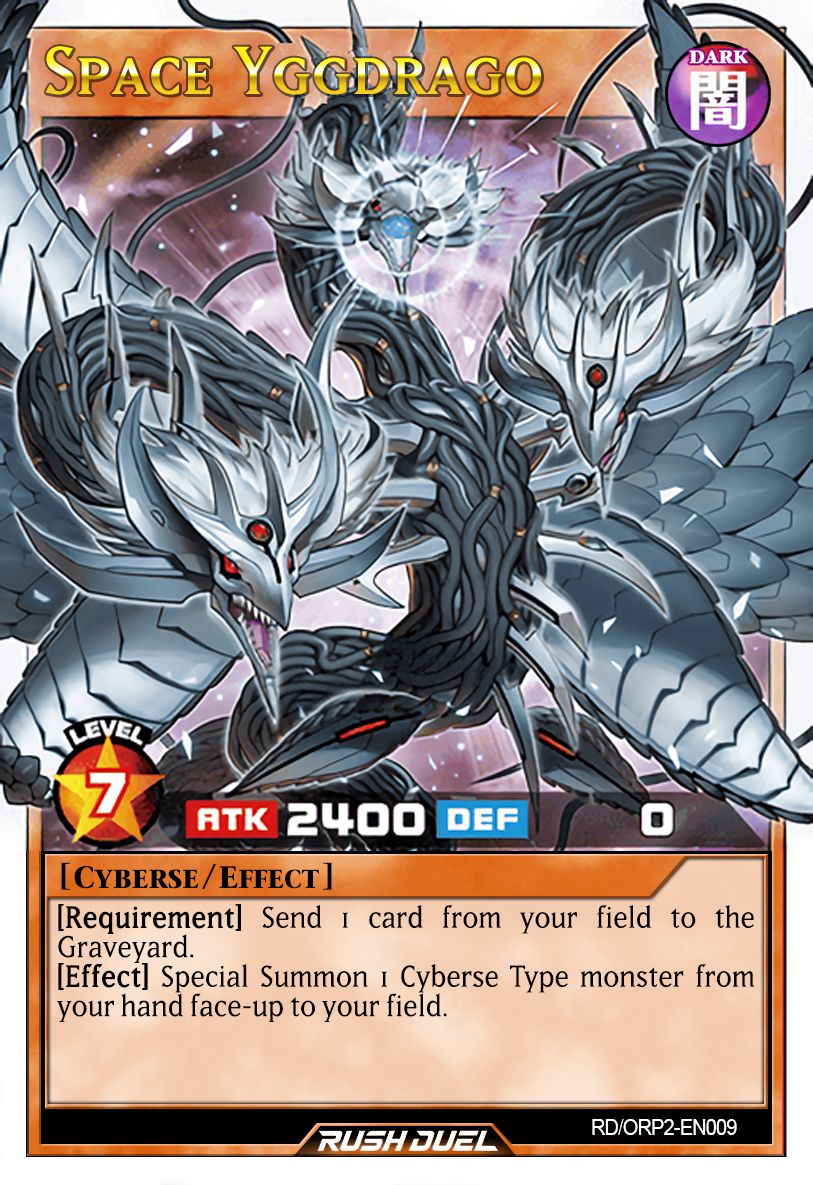 Space Yggdrago
DARK
闇
LEVEL
7
ATK 2400 DEF 0
[Cyberse/Effect]
[Requirement] Send 1 card from your field to the
Graveyard.
[Effect] Special Summon 1 Cyberse Type monster from
your hand face-up to your field.
RD/ORP2-EN009
RUSH DUEL